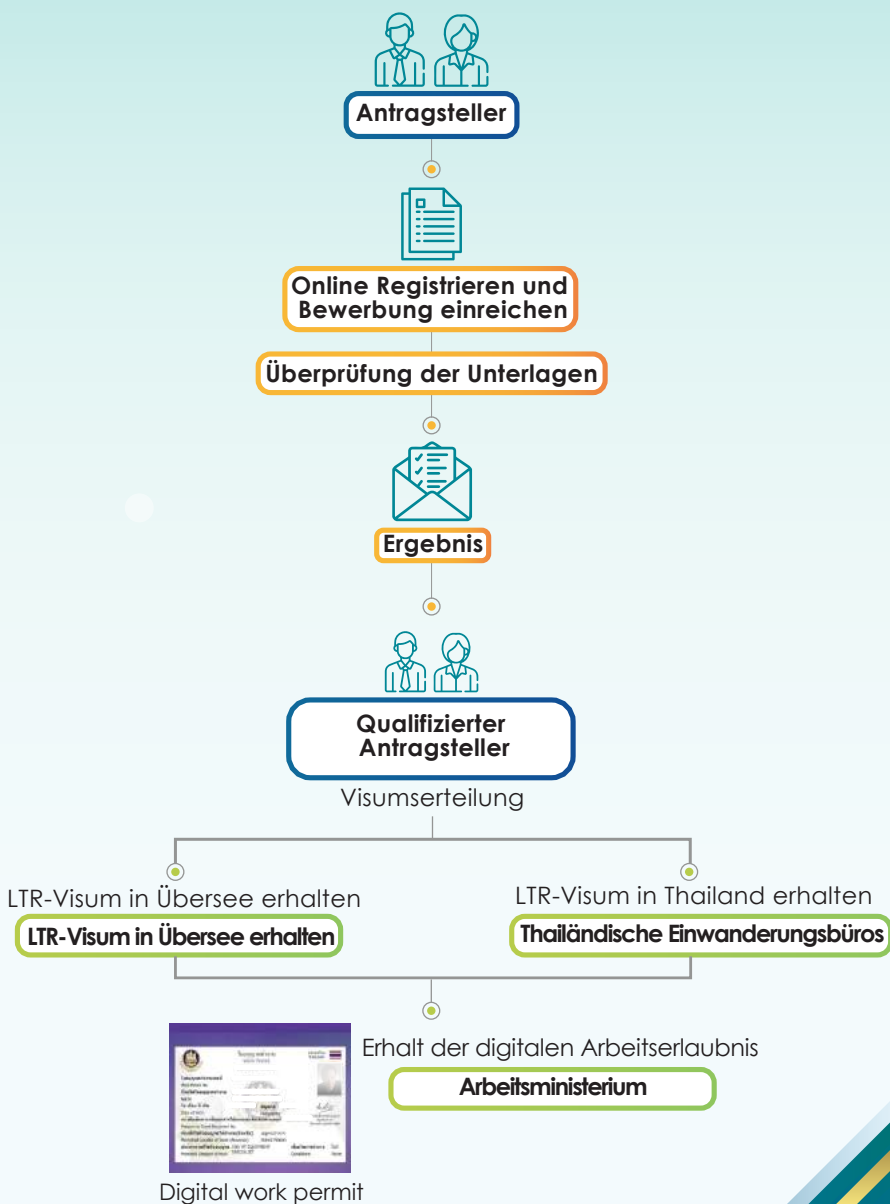 Antragsteller
Online Registrieren und
Bewerbung einreichen
Überprüfung der Unterlagen
Ergebnis
Qualifizierter
Antragsteller
Visumserteilung
LTR-Visum in Übersee erhalten
LTR-Visum in Übersee erhalten
LTR-Visum in Thailand erhalten
Thailändische Einwanderungsbüros
Erhalt der digitalen Arbeitserlaubnis
Arbeitsministerium
Digital work permit